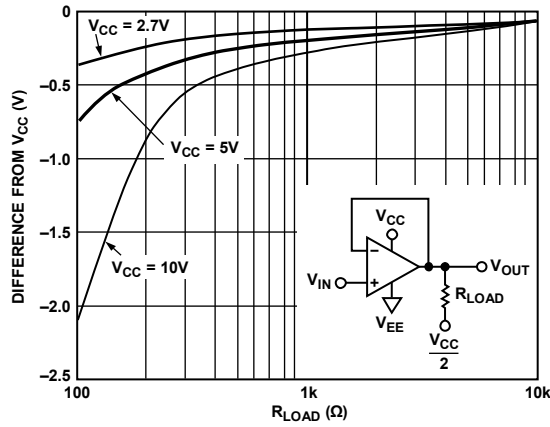 DIFFERENCE FROM VCC (V)
0
–0.5
–1.0
–1.5
–2.0
–2.5
VCC = 2.7V
VCC = 5V
VCC = 10V
VCC
–
+
VIN
VEE
VOUT
RLOAD
VCC
2
100
1k
10k
RLOAD (Ω)